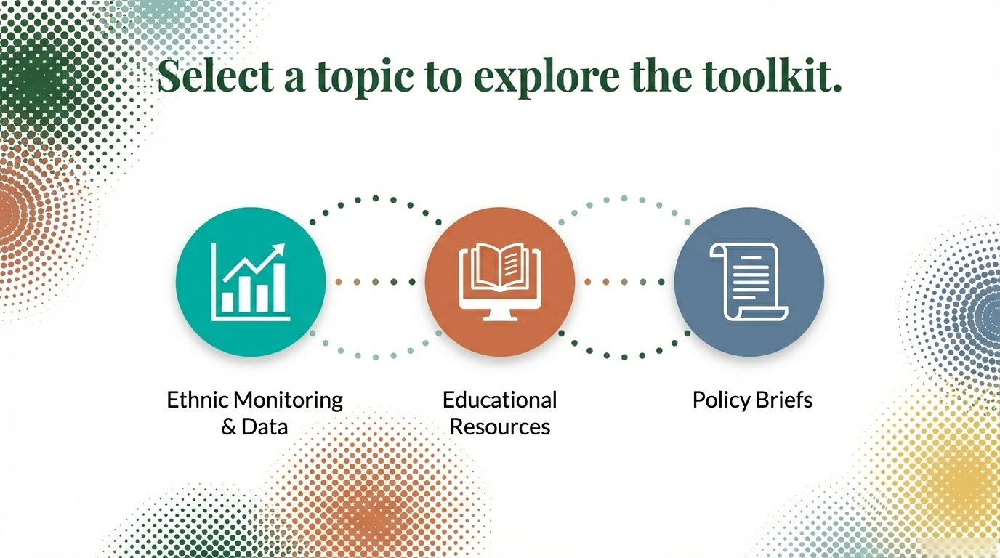 Select a topic to explore the toolkit.
Ethnic Monitoring
& Data
Educational
Resources
Policy Briefs